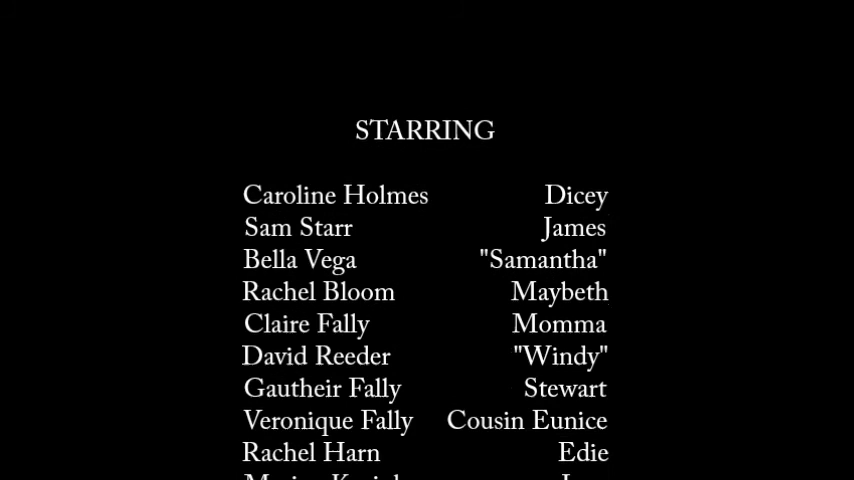 STARRING
Caroline Holmes Dicey
Sam Starr James
Bella Vega "Samantha"
Rachel Bloom Maybeth
Claire Fally Momma
David Reeder "Windy"
Gautheir Fally Stewart
Veronique Fally Cousin Eunice
Rachel Harn Edie